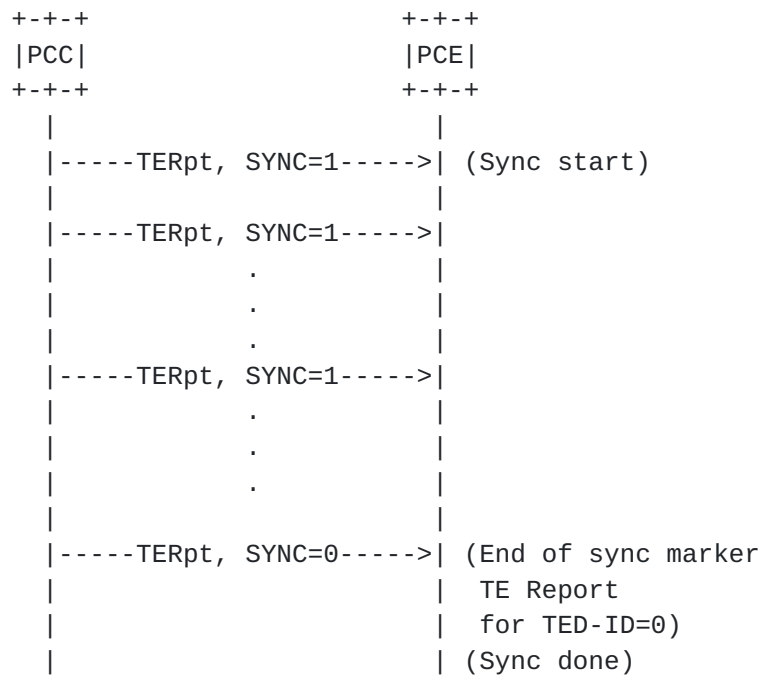 +-+-+                    +-+-+
|PCC|                    |PCE|
+-+-+                    +-+-+
  |                        |
  |-----TERpt, SYNC=1----->| (Sync start)
  |                        |
  |-----TERpt, SYNC=1----->|
  |            .           |
  |            .           |
  |            .           |
  |-----TERpt, SYNC=1----->|
  |            .           |
  |            .           |
  |            .           |
  |                        |
  |-----TERpt, SYNC=0----->| (End of sync marker
  |                        |  TE Report
  |                        |  for TED-ID=0)
  |                        | (Sync done)